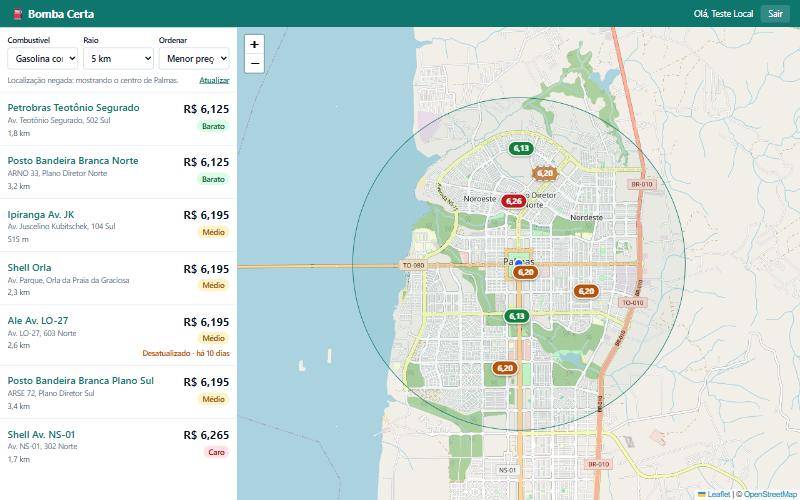 Bomba Certa
Olá, Teste Local
Sair
Combustível
Raio
Ordenar
Gasolina co
5 km
Menor preç
Localização negada: mostrando o centro de Palmas.
Atualizar
Petrobras Teotônio Segurado
R$ 6,125
Av. Teotônio Segurado, 502 Sul
Barato
1,8 km
Posto Bandeira Branca Norte
R$ 6,125
ARNO 33, Plano Diretor Norte
Barato
3,2 km
Ipiranga Av. JK
R$ 6,195
Av. Juscelino Kubitschek, 104 Sul
Médio
515 m
Shell Orla
R$ 6,195
Av. Parque, Orla da Praia da Graciosa
Médio
2,3 km
Ale Av. LO-27
R$ 6,195
Av. LO-27, 603 Norte
Médio
2,6 km
Desatualizado · há 10 dias
Posto Bandeira Branca Plano Sul
R$ 6,195
ARSE 72, Plano Diretor Sul
Médio
3,4 km
Shell Av. NS-01
R$ 6,265
Av. NS-01, 302 Norte
Caro
1,7 km
+
−
6,13
6,20
BR-010
Noroeste
6,26
Diretor
Norte
Nordeste
TO-080
6,20
6,20
TO-010
BR-010
6,13
BR-010
6,20
BR-010
NS-01
BR-010
Leaflet | © OpenStreetMap